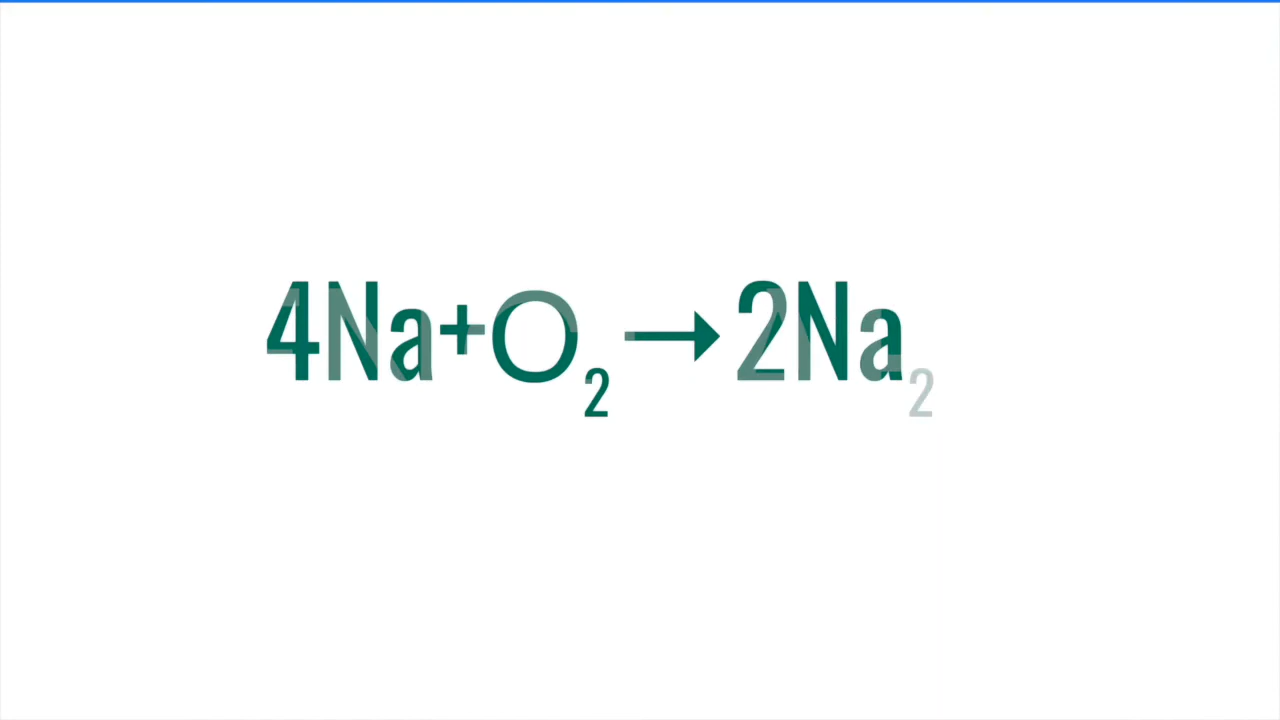 4Na+O₂ → 2Na₂